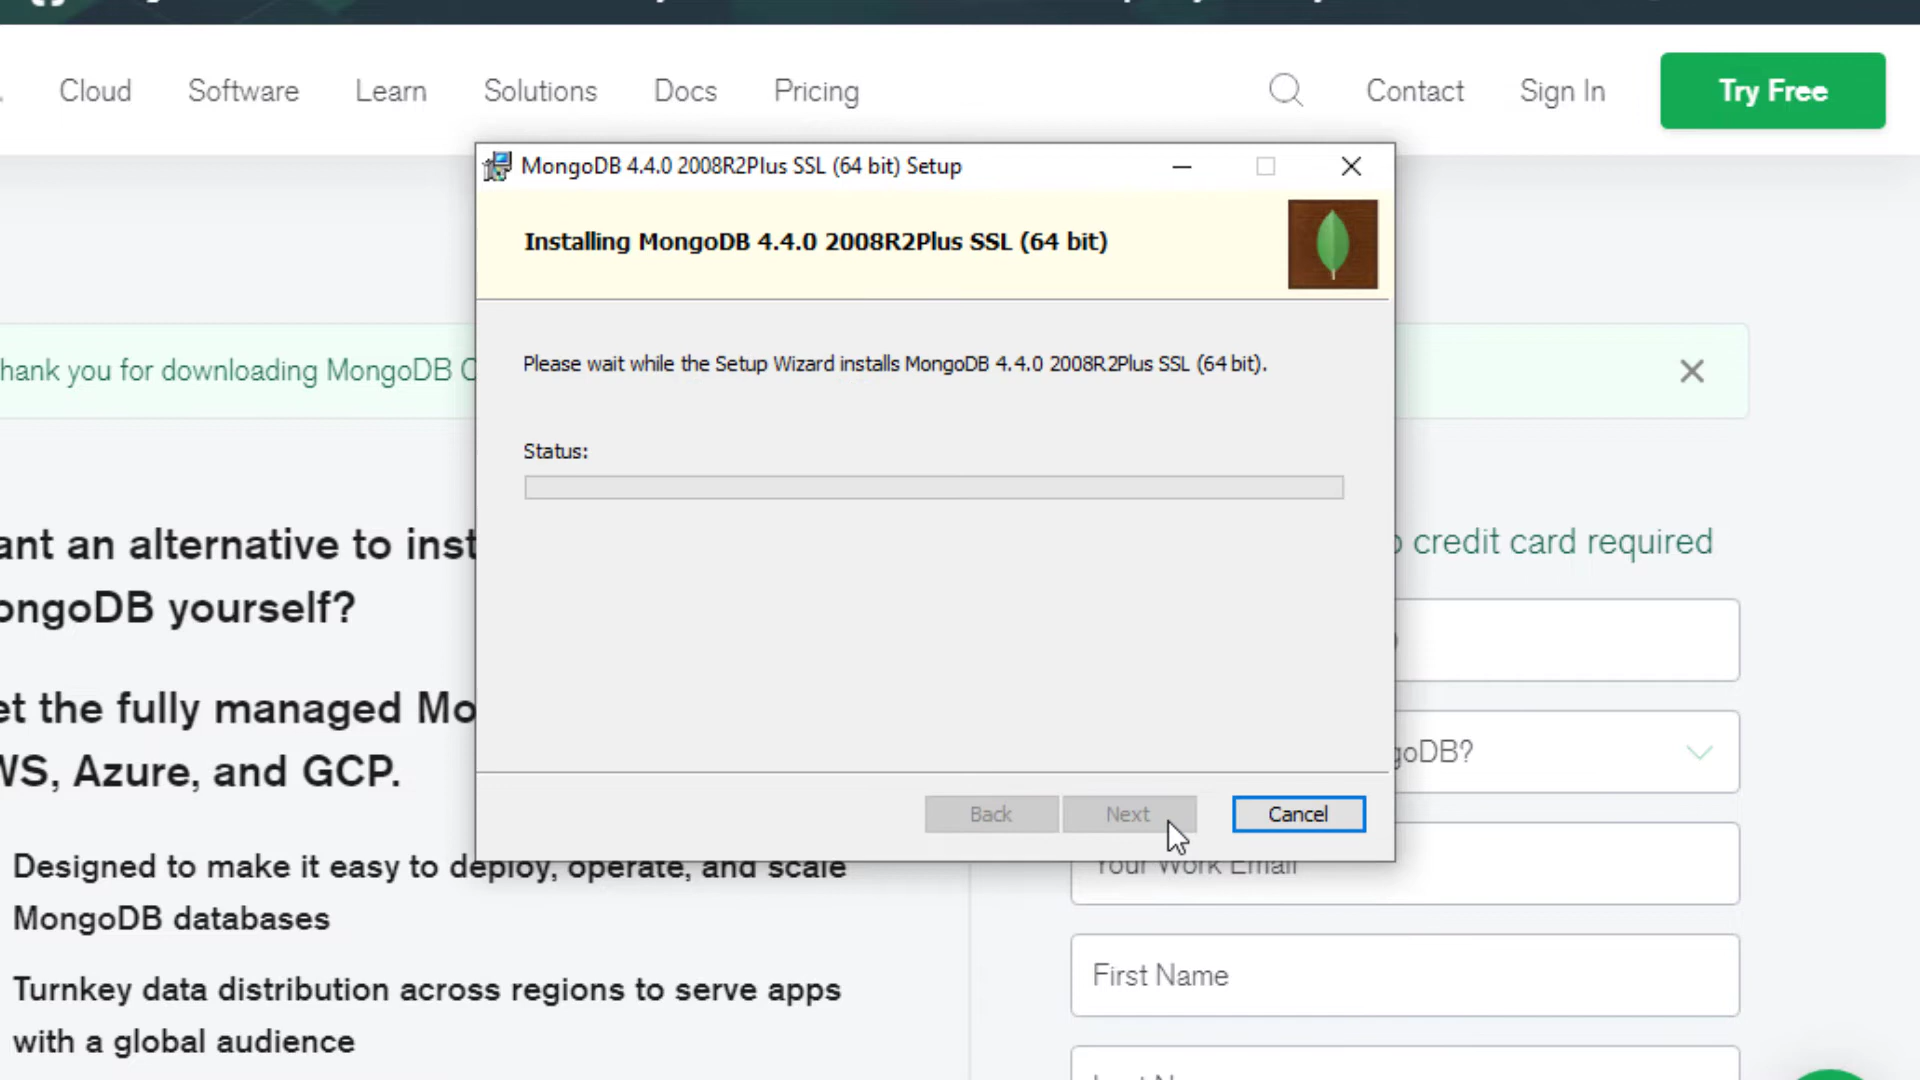 Cloud Software Learn Solutions Docs Pricing Contact Sign In Try Free
MongoDB 4.4.0 2008R2Plus SSL (64 bit) Setup
Installing MongoDB 4.4.0 2008R2Plus SSL (64 bit)
Please wait while the Setup Wizard installs MongoDB 4.4.0 2008R2Plus SSL (64 bit).
Status:
Back Next Cancel
hank you for downloading MongoDB C
ant an alternative to inst
ongoDB yourself?
et the fully managed Mo
WS, Azure, and GCP.
Designed to make it easy to deploy, operate, and scale
MongoDB databases
Turnkey data distribution across regions to serve apps
with a global audience
credit card required
goDB?
Your Work Email
First Name